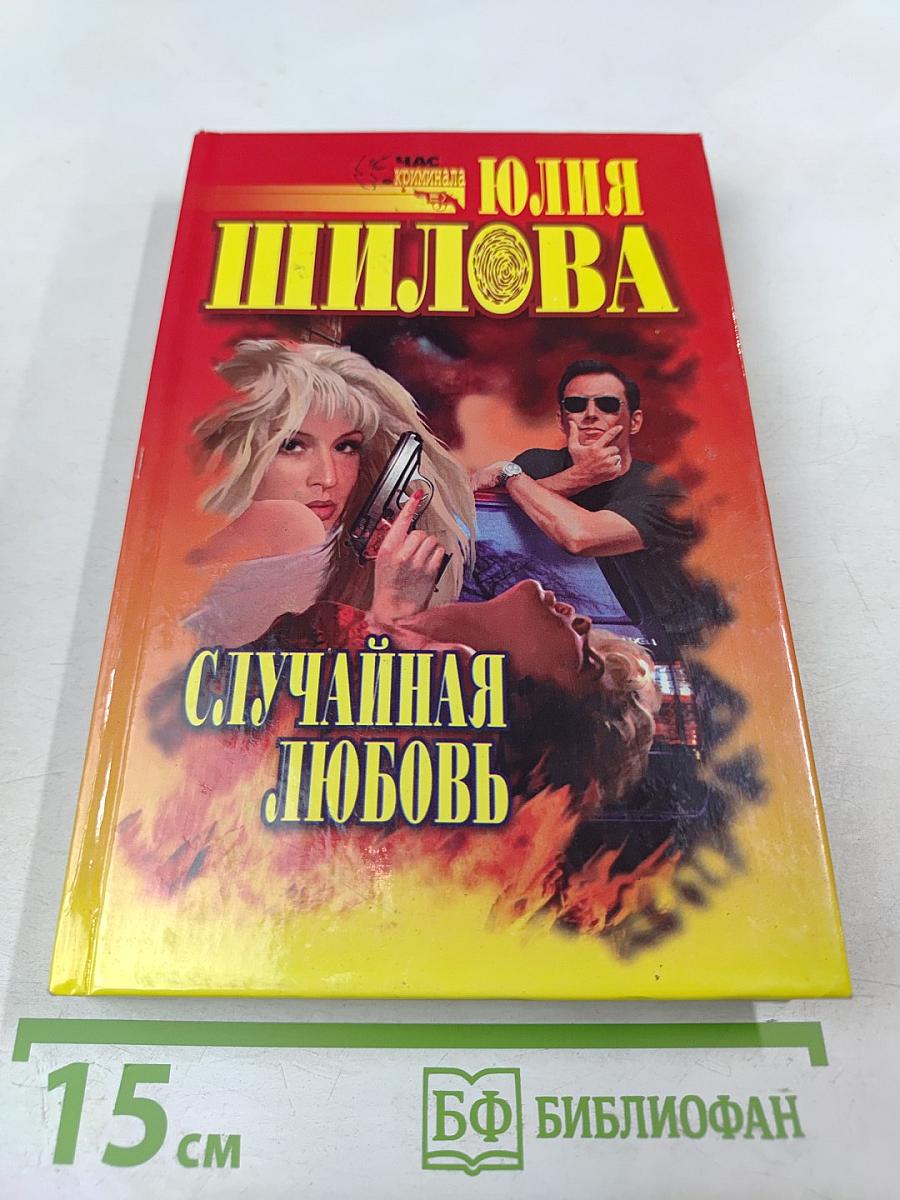 ЧАС
криминала
ЮЛИЯ
ШИЛОВА
СЛУЧАЙНАЯ
ЛЮБОВЬ
15 см
БФ БИБЛИОФАН